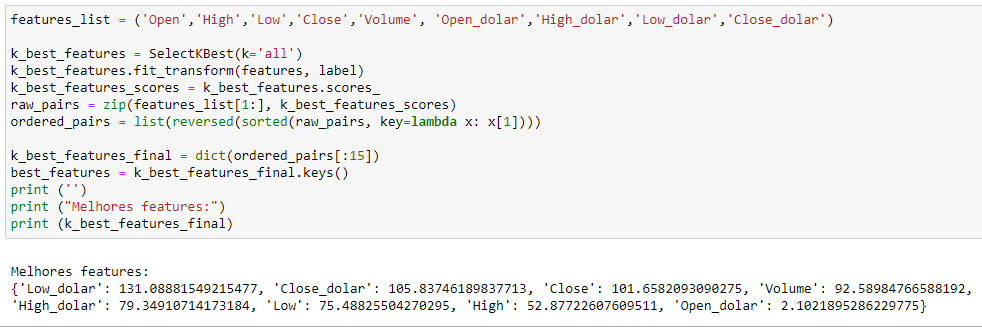 features_list = ('Open','High','Low','Close','Volume', 'Open_dolar','High_dolar','Low_dolar','Close_dolar')
k_best_features = SelectKBest(k='all')
k_best_features.fit_transform(features, label)
k_best_features_scores = k_best_features.scores_
raw_pairs = zip(features_list[1:], k_best_features_scores)
ordered_pairs = list(reversed(sorted(raw_pairs, key=lambda x: x[1])))
k_best_features_final = dict(ordered_pairs[:15])
best_features = k_best_features_final.keys()
print ('')
print ("Melhores features:")
print (k_best_features_final)
Melhores features:
{'Low_dolar': 131.08881549215477, 'Close_dolar': 105.83746189837713, 'Close': 101.6582093090275, 'Volume': 92.58984766588192,
'High_dolar': 79.34910714173184, 'Low': 75.48825504270295, 'High': 52.87722607609511, 'Open_dolar': 2.1021895286229775}